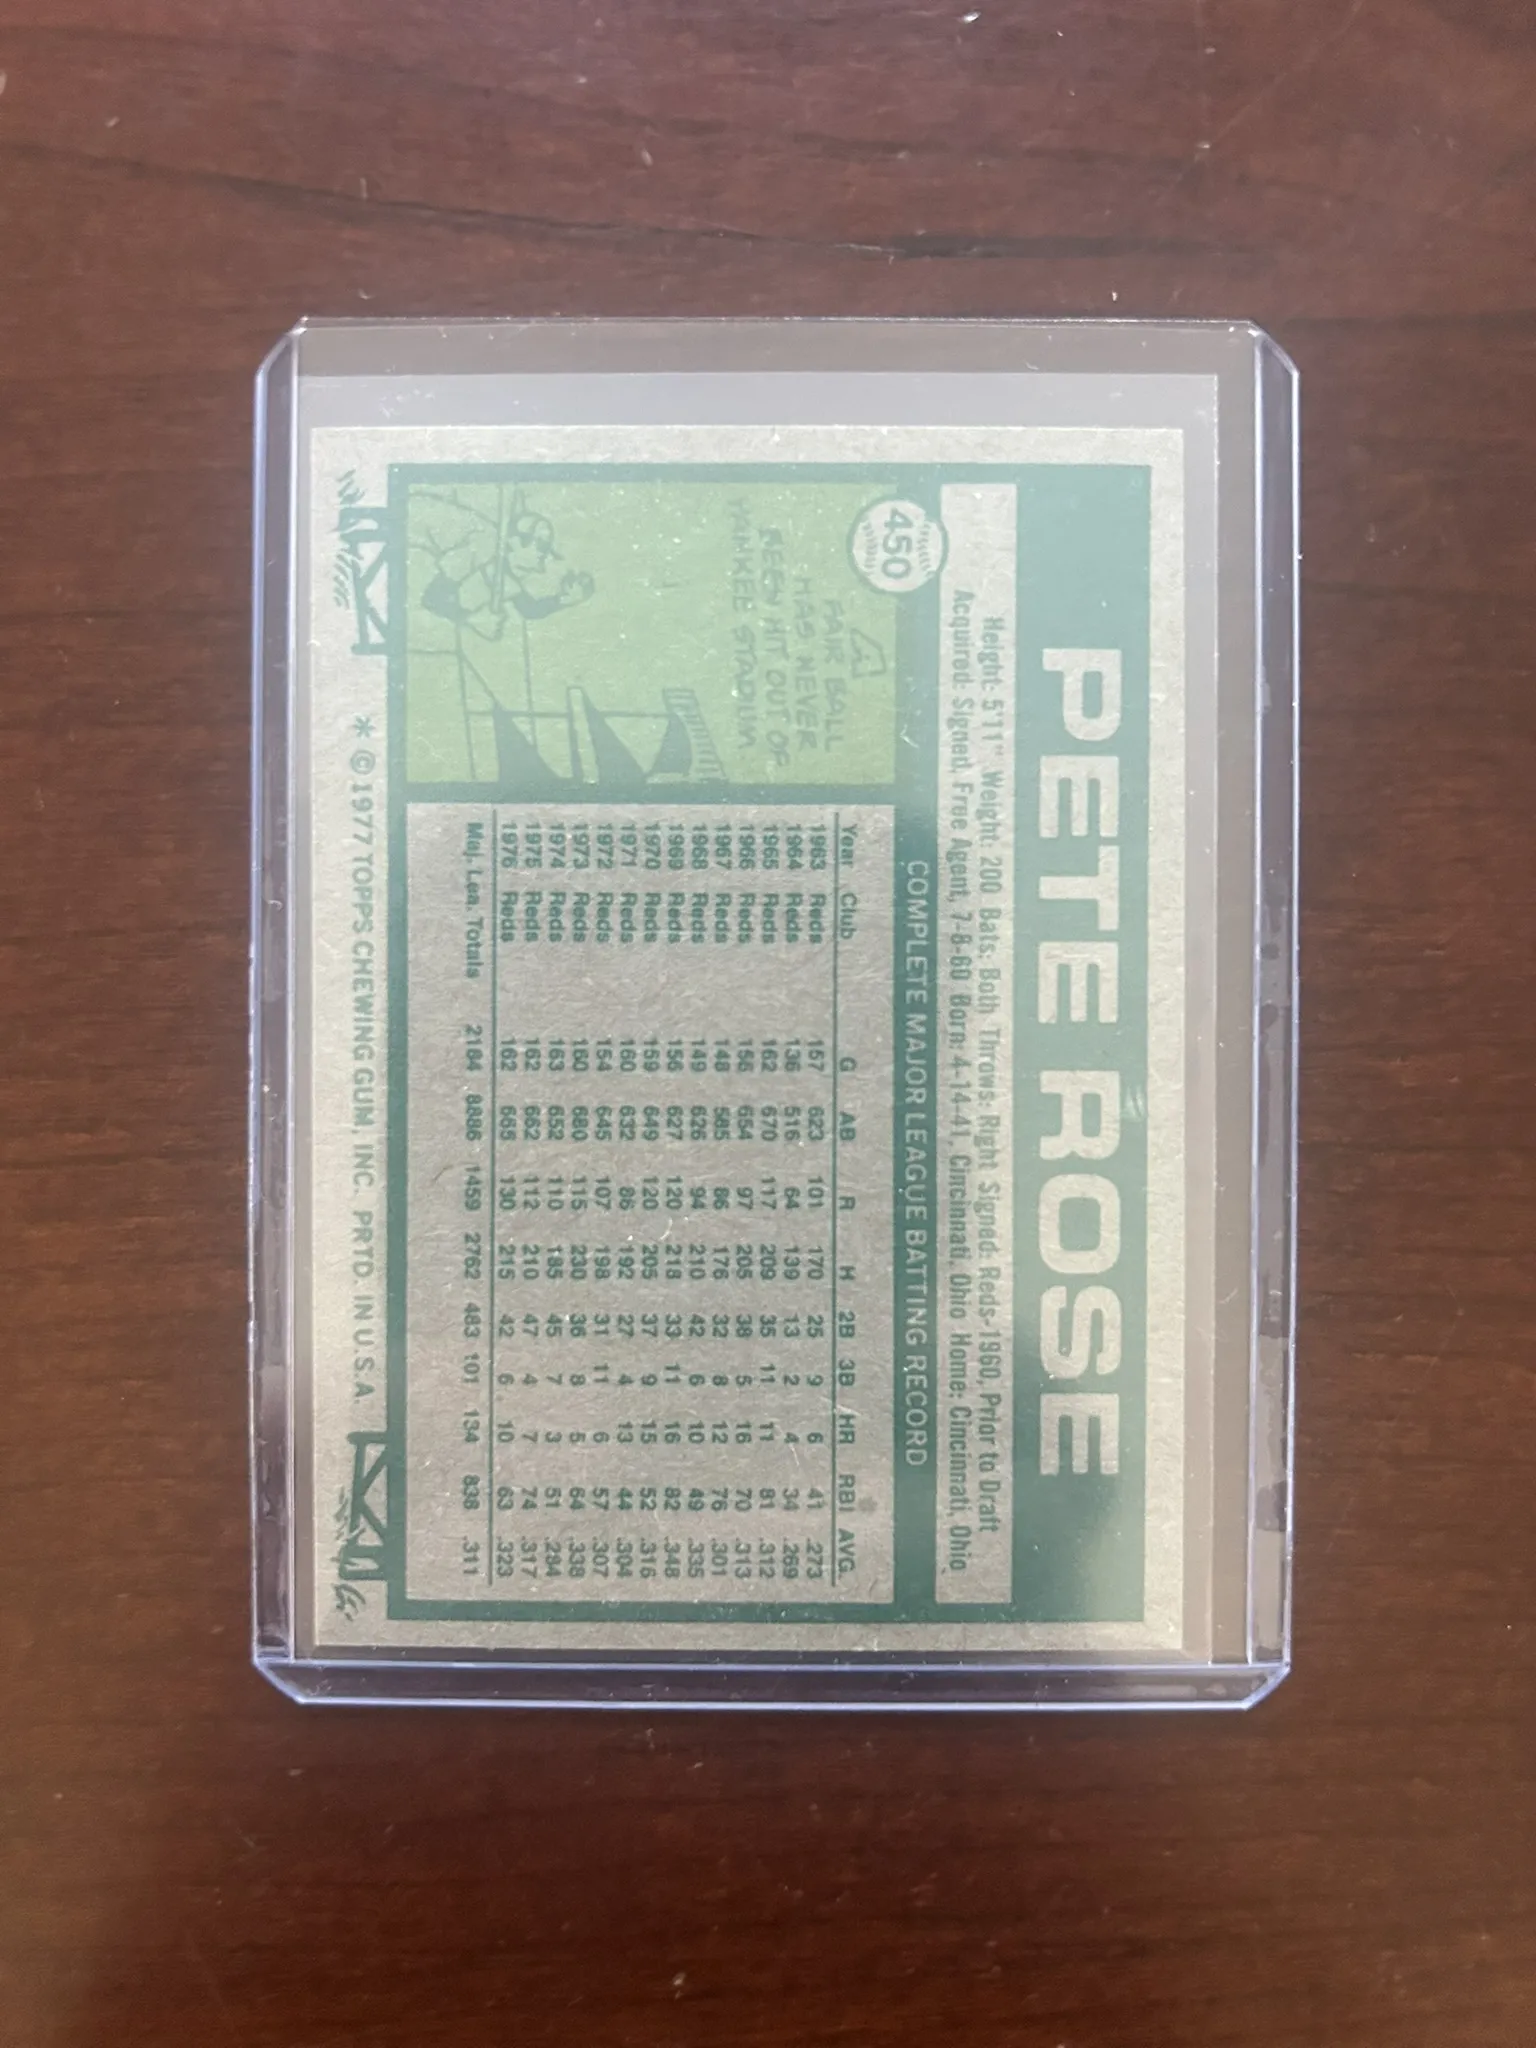 PETE ROSE
450
Height: 5'11" Weight: 200 Bats: Both Throws: Right Signed: Reds-1960, Prior to Draft
Acquired: Signed, Free Agent, 7-8-60 Born: 4-14-41, Cincinnati, Ohio Home: Cincinnati, Ohio
A
FAIR BALL
HAS NEVER
BEEN HIT OUT OF
YANKEE STADIUM.
COMPLETE MAJOR LEAGUE BATTING RECORD
Year Club G AB R H 2B 3B HR RBI AVG.
1963 Reds 157 623 101 170 25 9 6 41 .273
1964 Reds 136 516 64 139 13 2 4 34 .269
1965 Reds 162 670 117 209 35 11 11 81 .312
1966 Reds 156 654 97 205 38 5 16 70 .313
1967 Reds 148 585 86 176 32 8 12 76 .301
1968 Reds 149 626 94 210 42 6 10 49 .335
1969 Reds 156 627 120 218 33 11 16 82 .348
1970 Reds 159 649 120 205 37 9 15 52 .316
1971 Reds 160 632 86 192 27 4 13 44 .304
1972 Reds 154 645 107 198 31 11 6 57 .307
1973 Reds 160 680 115 230 36 8 5 64 .338
1974 Reds 163 652 110 185 45 7 3 51 .284
1975 Reds 162 662 112 210 47 4 7 74 .317
1976 Reds 162 665 130 215 42 6 10 63 .323
Maj. Lea. Totals 2184 8886 1459 2762 483 101 134 838 .311
* © 1977 TOPPS CHEWING GUM, INC. PRTD. IN U.S.A.